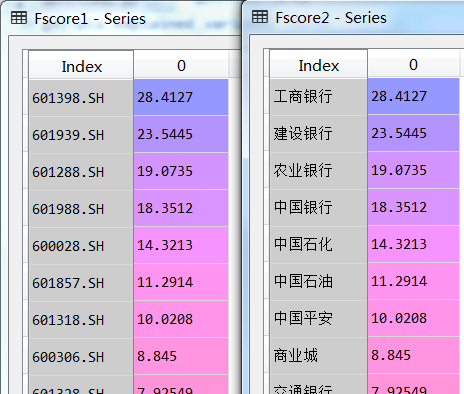 Fscore1 - Series
Index 0
601398.SH 28.4127
601939.SH 23.5445
601288.SH 19.0735
601988.SH 18.3512
600028.SH 14.3213
601857.SH 11.2914
601318.SH 10.0208
600306.SH 8.845
601328.SH 7.92549
Fscore2 - Series
Index 0
工商银行 28.4127
建设银行 23.5445
农业银行 19.0735
中国银行 18.3512
中国石化 14.3213
中国石油 11.2914
中国平安 10.0208
商业城 8.845
交通银行 7.92549